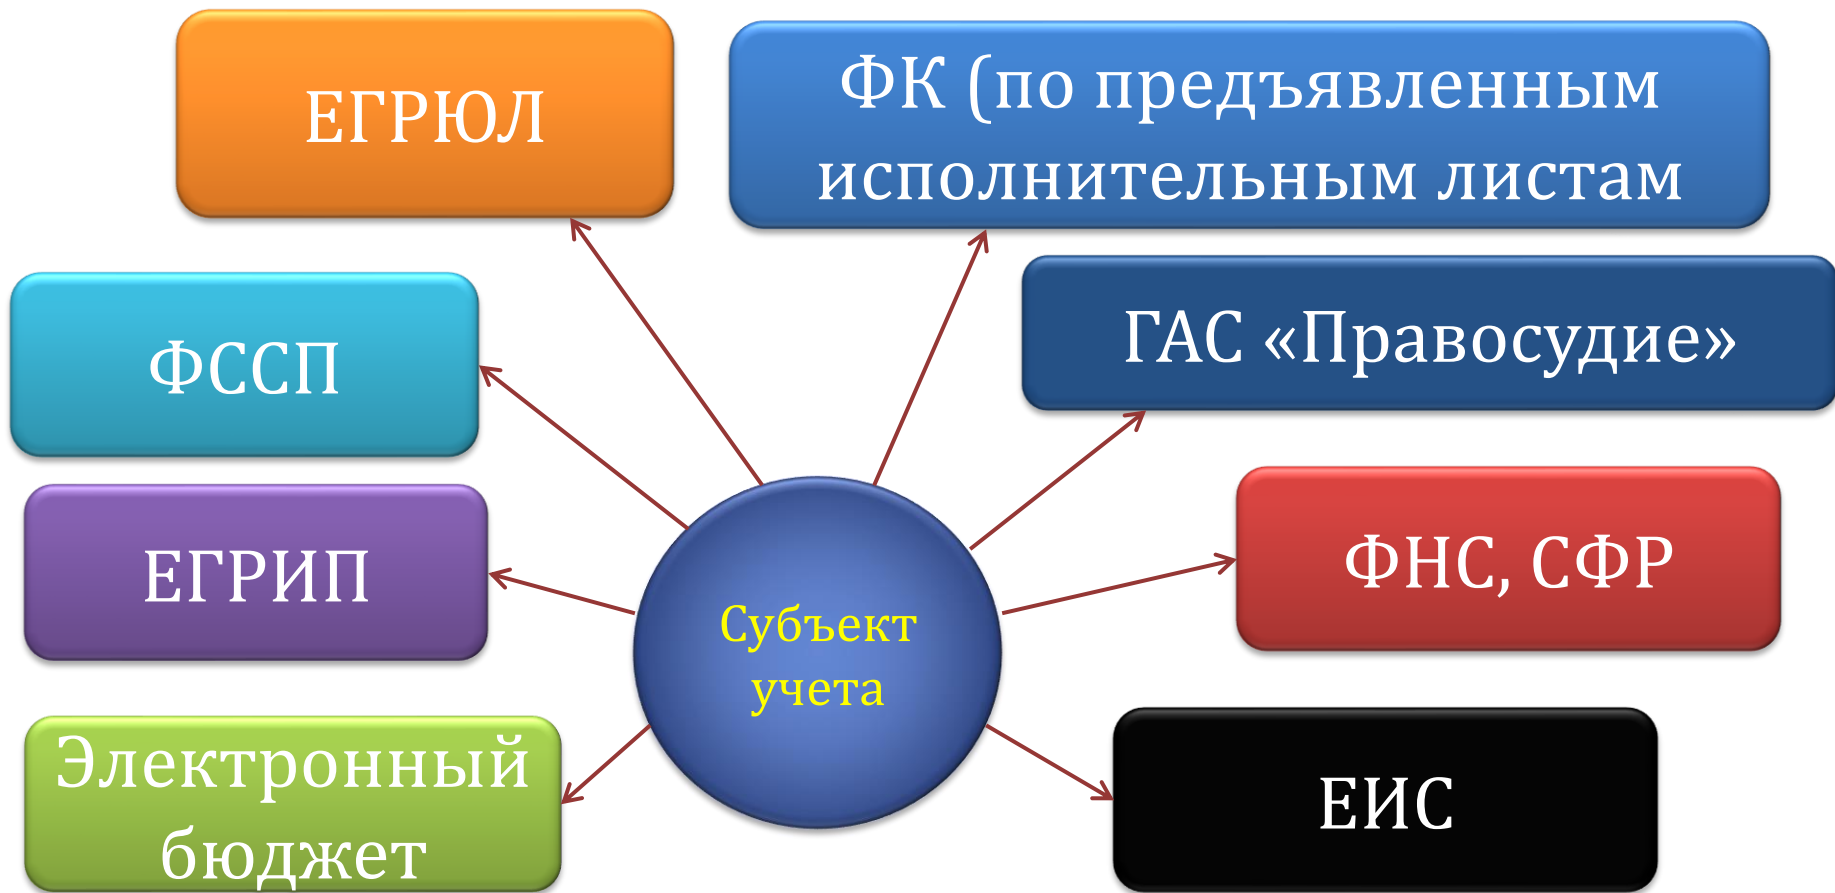 ЕГРЮЛ
ФК (по предъявленным
исполнительным листам
ФССП
ГАС «Правосудие»
ЕГРИП
ФНС, СФР
Субъект
учета
Электронный
бюджет
ЕИС